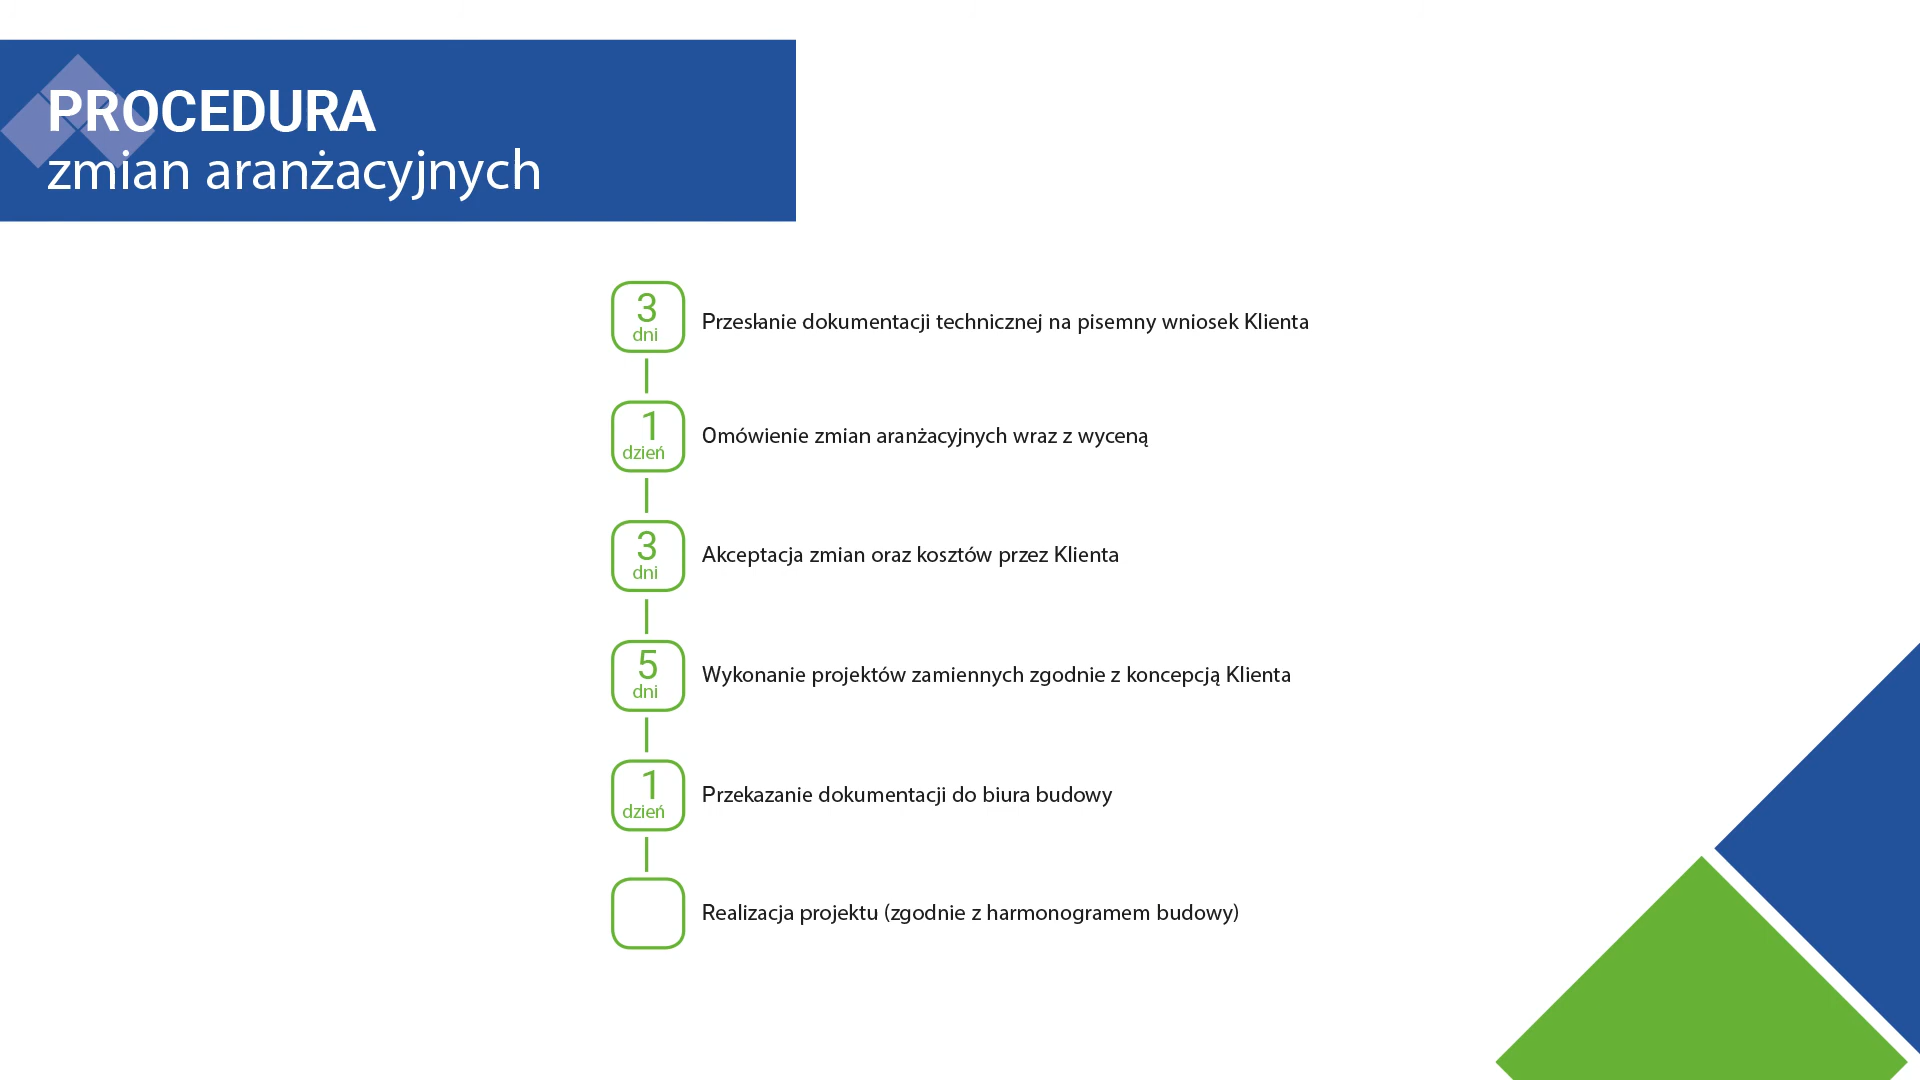 PROCEDURA
zmian aranżacyjnych
3
dni
Przesłanie dokumentacji technicznej na pisemny wniosek Klienta
1
dzień
Omówienie zmian aranżacyjnych wraz z wyceną
3
dni
Akceptacja zmian oraz kosztów przez Klienta
5
dni
Wykonanie projektów zamiennych zgodnie z koncepcją Klienta
1
dzień
Przekazanie dokumentacji do biura budowy
Realizacja projektu (zgodnie z harmonogramem budowy)